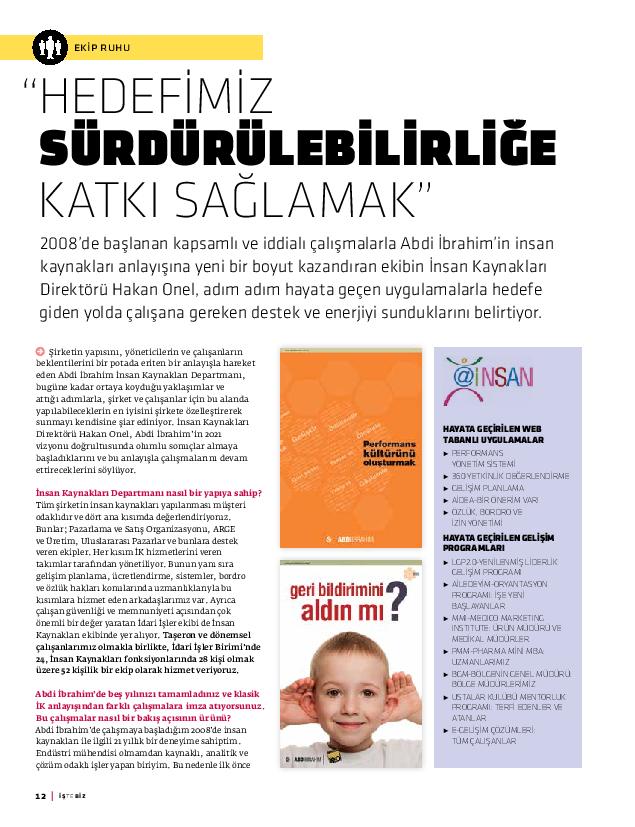 EKİP RUHU
“HEDEFİMİZ
SÜRDÜRÜLEBİLİRLİĞE
KATKI SAĞLAMAK”
2008’de başlanan kapsamlı ve iddialı çalışmalarla Abdi İbrahim’in insan
kaynakları anlayışına yeni bir boyut kazandıran ekibin İnsan Kaynakları
Direktörü Hakan Onel, adım adım hayata geçen uygulamalarla hedefe
giden yolda çalışana gereken destek ve enerjiyi sunduklarını belirtiyor.
Şirketin yapısını, yöneticilerin ve çalışanların
beklentilerini bir potada eriten bir anlayışla hareket
eden Abdi İbrahim İnsan Kaynakları Departmanı,
bugüne kadar ortaya koyduğu yaklaşımlar ve
attığı adımlarla, şirket ve çalışanlar için bu alanda
yapılabileceklerin en iyisini şirkete özelleştirerek
sunmayı kendisine şiar ediniyor. İnsan Kaynakları
Direktörü Hakan Onel, Abdi İbrahim’in 2021
vizyonu doğrultusunda olumlu sonuçlar almaya
başladıklarını ve bu anlayışla çalışmalarını devam
ettireceklerini söylüyor.
İnsan Kaynakları Departmanı nasıl bir yapıya sahip?
Tüm şirketin insan kaynakları yapılanması müşteri
odaklıdır ve dört ana kısımda değerlendiriyoruz.
Bunlar; Pazarlama ve Satış Organizasyonu, ARGE
ve Üretim, Uluslararası Pazarlar ve bunlara destek
veren ekipler. Her kısım İK hizmetlerini veren
takımlar tarafından yönetiliyor. Bunun yanı sıra
gelişim planlama, ücretlendirme, sistemler, bordro
ve özlük hakları konularında uzmanlıklarıyla bu
kısımlara hizmet eden arkadaşlarımız var. Ayrıca
çalışan güvenliği ve memnuniyeti açısından çok
önemli bir değer yaratan İdari İşler ekibi de İnsan
Kaynakları ekibinde yer alıyor. Taşeron ve dönemsel
çalışanlarımız olmakla birlikte, İdari İşler Birimi’nde
24, İnsan Kaynakları fonksiyonlarında 28 kişi olmak
üzere 52 kişilik bir ekip olarak hizmet veriyoruz.
Abdi İbrahim’de beş yılınızı tamamladınız ve klasik
İK anlayışından farklı çalışmalara imza atıyorsunuz.
Bu çalışmalar nasıl bir bakış açısının ürünü?
Abdi İbrahim’de çalışmaya başladığım 2008’de insan
kaynakları ile ilgili 21 yıllık bir deneyime sahiptim.
Endüstri mühendisi olmamdan kaynaklı, analitik ve
çözüm odaklı işler yapan biriyim. Bu nedenle ilk önce
Performans
kültürünü
oluşturmak
ABDİİBRAHİM
geri bildirimini
aldın mı?
ABDİİBRAHİM
@İNSAN
HAYATA GEÇİRİLEN WEB
TABANLI UYGULAMALAR
► PERFORMANS
YÖNETİM SİSTEMİ
► 360 YETKİNLİK DEĞERLENDİRME
► GELİŞİM PLANLAMA
► AİDEA-BİR ÖNERİM VAR!
► ÖZLÜK, BORDRO VE
İZİN YÖNETİMİ
HAYATA GEÇİRİLEN GELİŞİM
PROGRAMLARI
► LGP2.0-YENİLENMİŞ LİDERLİK
GELİŞİM PROGRAMI
► AİLEDEYİM-ORYANTASYON
PROGRAMI: İŞE YENİ
BAŞLAYANLAR
► MMI-MEDICO MARKETING
INSTITUTE: ÜRÜN MÜDÜRÜ VE
MEDİKAL MÜDÜRLER
► PMM-PHARMA MINI MBA:
UZMANLARIMIZ
► BGM-BÖLGENİN GENEL MÜDÜRÜ:
BÖLGE MÜDÜRLERİMİZ
► USTALAR KULÜBÜ MENTORLUK
PROGRAMI: TERFİ EDENLER VE
ATANLAR
► E-GELİŞİM ÇÖZÜMLERİ:
TÜM ÇALIŞANLAR
12 | İŞTE BİZ